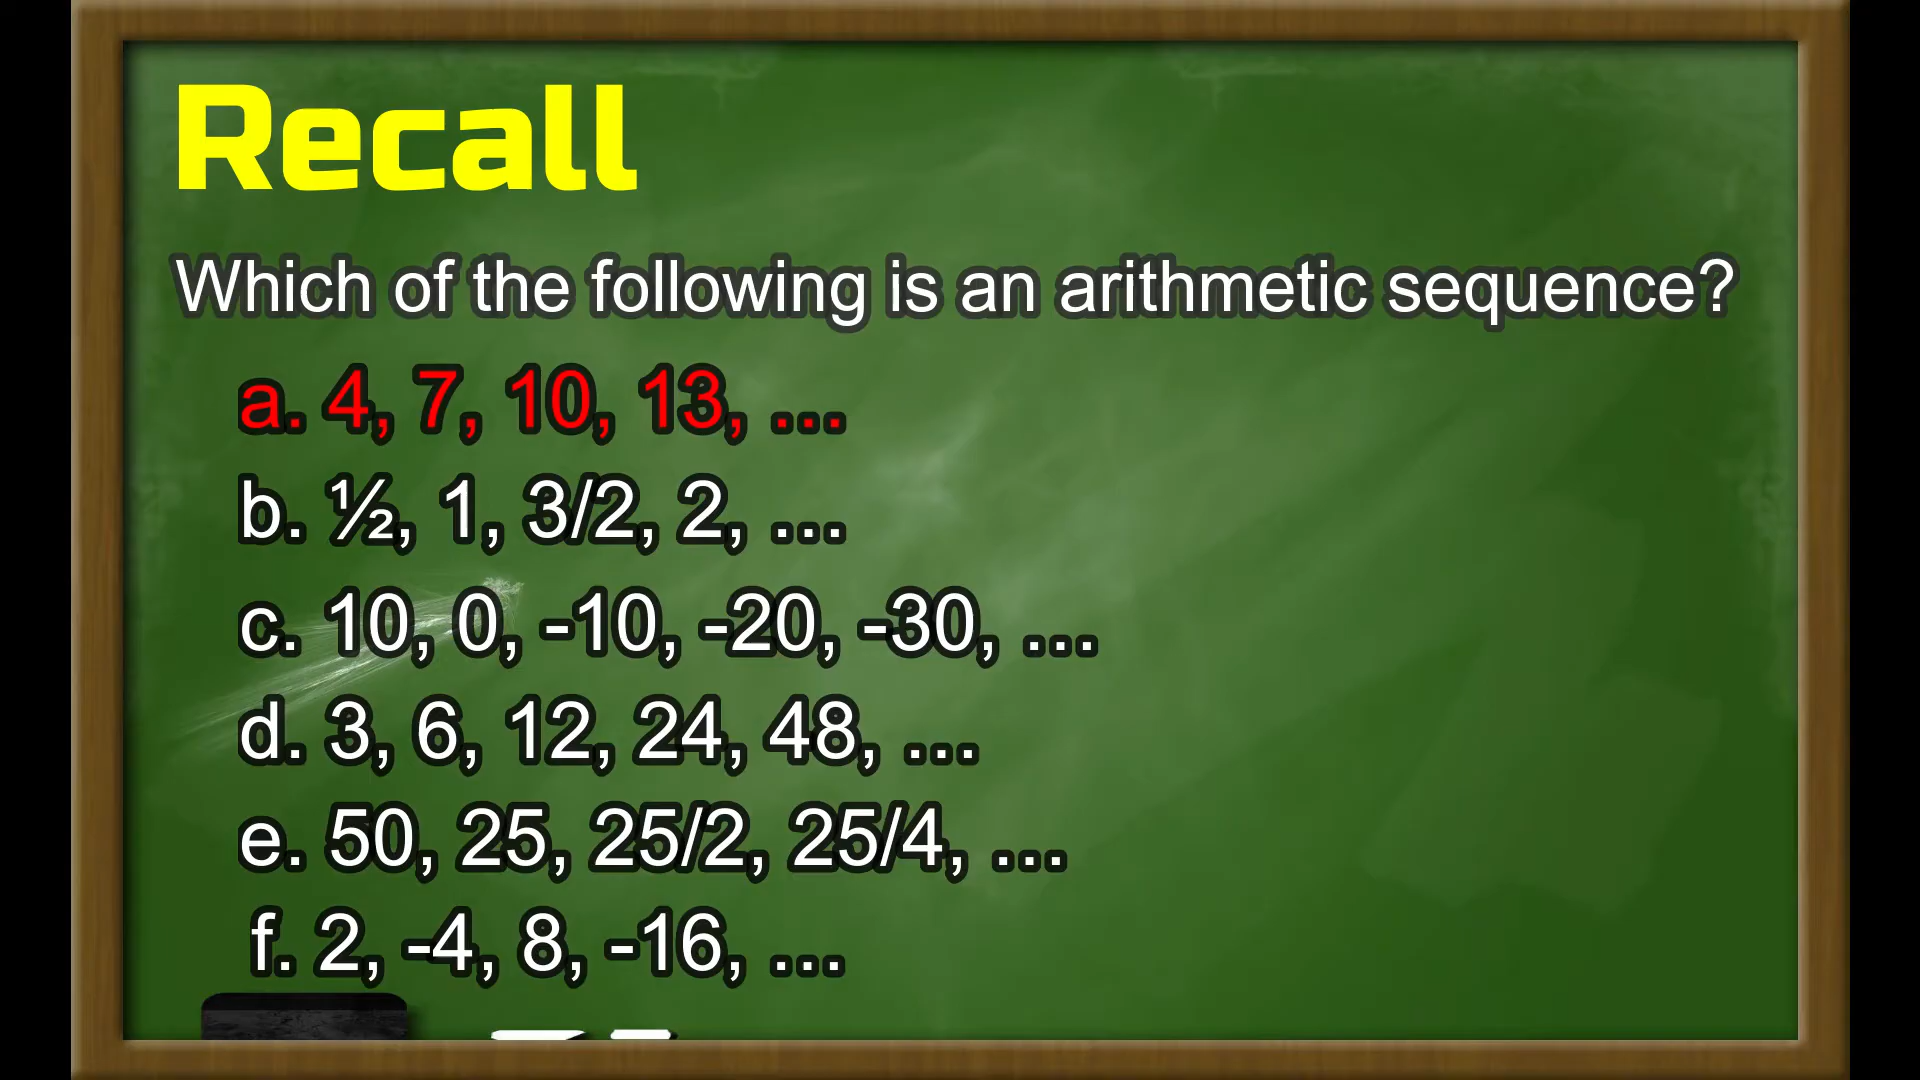 Recall
Which of the following is an arithmetic sequence?
a. 4, 7, 10, 13, ...
b. ½, 1, 3/2, 2, ...
c. 10, 0, -10, -20, -30, ...
d. 3, 6, 12, 24, 48, ...
e. 50, 25, 25/2, 25/4, ...
f. 2, -4, 8, -16, ...